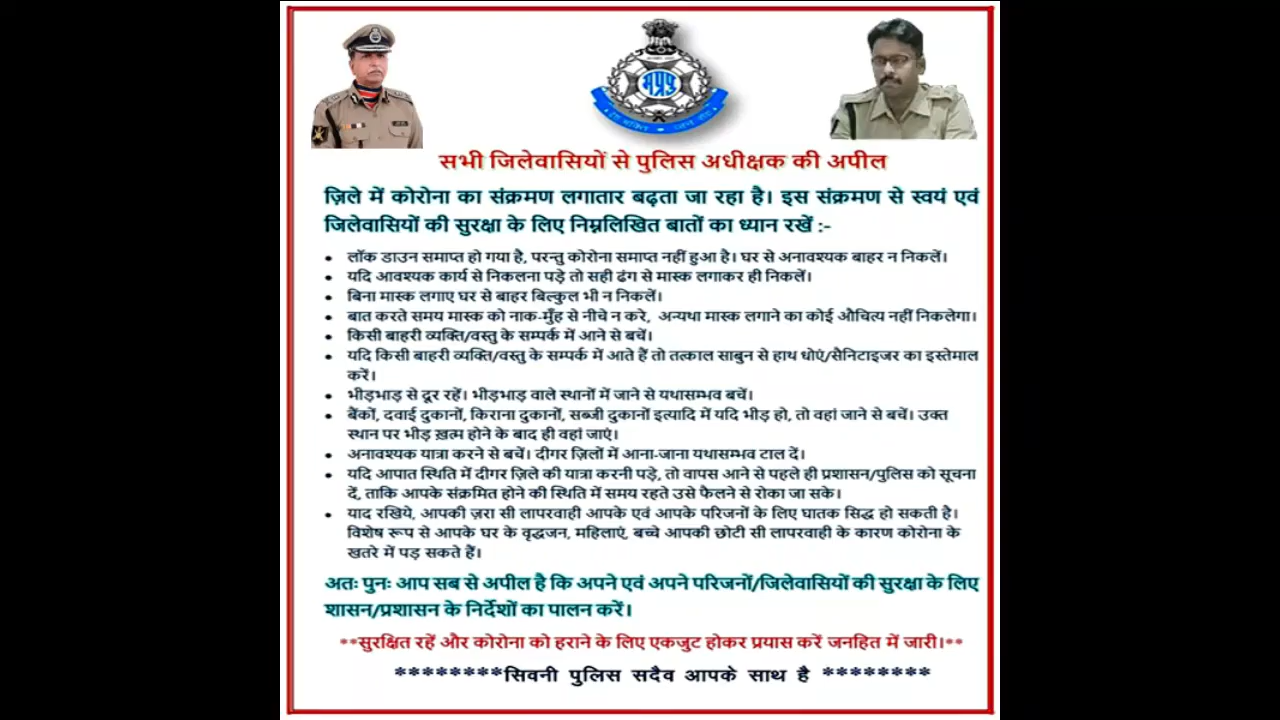 मप्रपु
देश भक्ति जन सेवा
सभी जिलेवासियों से पुलिस अधीक्षक की अपील
ज़िले में कोरोना का संक्रमण लगातार बढ़ता जा रहा है। इस संक्रमण से स्वयं एवं
जिलेवासियों की सुरक्षा के लिए निम्नलिखित बातों का ध्यान रखें :-
• लॉक डाउन समाप्त हो गया है, परन्तु कोरोना समाप्त नहीं हुआ है। घर से अनावश्यक बाहर न निकलें।
• यदि आवश्यक कार्य से निकलना पड़े तो सही ढंग से मास्क लगाकर ही निकलें।
• बिना मास्क लगाए घर से बाहर बिल्कुल भी न निकलें।
• बात करते समय मास्क को नाक-मुँह से नीचे न करे, अन्यथा मास्क लगाने का कोई औचित्य नहीं निकलेगा।
• किसी बाहरी व्यक्ति/वस्तु के सम्पर्क में आने से बचें।
• यदि किसी बाहरी व्यक्ति/वस्तु के सम्पर्क में आते हैं तो तत्काल साबुन से हाथ धोएं/सैनिटाइजर का इस्तेमाल
करें।
• भीड़भाड़ से दूर रहें। भीड़भाड़ वाले स्थानों में जाने से यथासम्भव बचें।
• बैंकों, दवाई दुकानों, किराना दुकानों, सब्जी दुकानों इत्यादि में यदि भीड़ हो, तो वहां जाने से बचें। उक्त
स्थान पर भीड़ ख़त्म होने के बाद ही वहां जाएं।
• अनावश्यक यात्रा करने से बचें। दीगर ज़िलों में आना-जाना यथासम्भव टाल दें।
• यदि आपात स्थिति में दीगर ज़िले की यात्रा करनी पड़े, तो वापस आने से पहले ही प्रशासन/पुलिस को सूचना
दें, ताकि आपके संक्रमित होने की स्थिति में समय रहते उसे फैलने से रोका जा सके।
• याद रखिये, आपकी ज़रा सी लापरवाही आपके एवं आपके परिजनों के लिए घातक सिद्ध हो सकती है।
विशेष रूप से आपके घर के वृद्धजन, महिलाएं, बच्चे आपकी छोटी सी लापरवाही के कारण कोरोना के
खतरे में पड़ सकते हैं।
अतः पुनः आप सब से अपील है कि अपने एवं अपने परिजनों/जिलेवासियों की सुरक्षा के लिए
शासन/प्रशासन के निर्देशों का पालन करें।
**सुरक्षित रहें और कोरोना को हराने के लिए एकजुट होकर प्रयास करें जनहित में जारी।**
********सिवनी पुलिस सदैव आपके साथ है ********